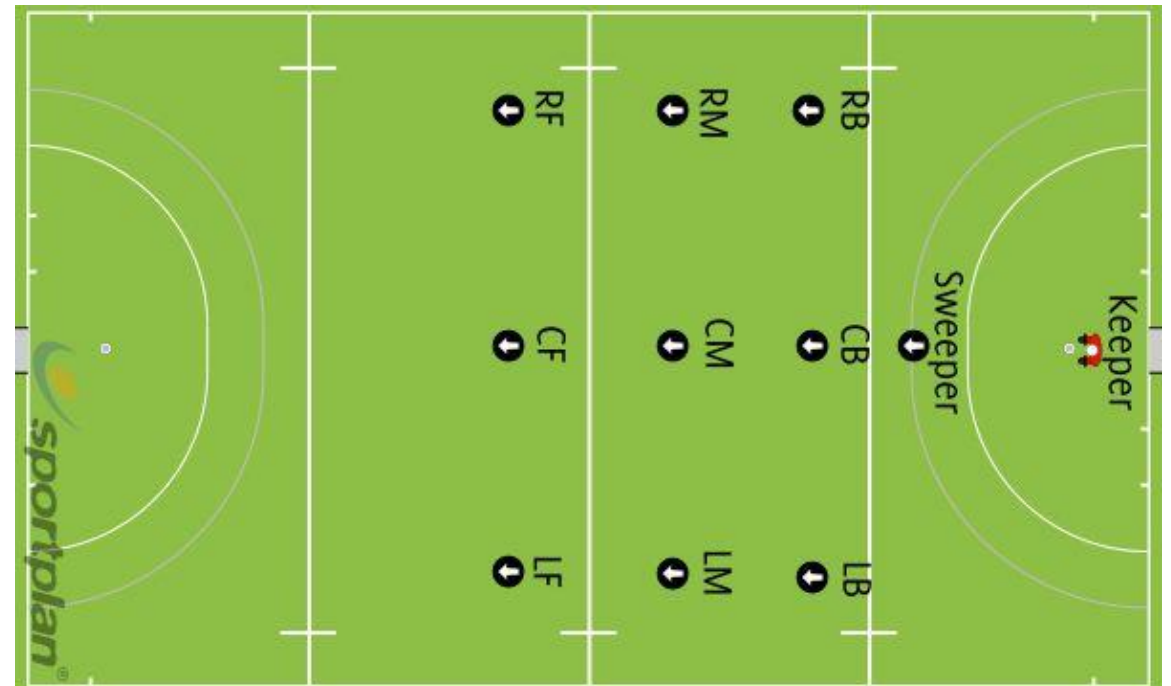 RF
RM
RB
CF
CM
CB
Sweeper
Keeper
LF
LM
LB
sportplan®